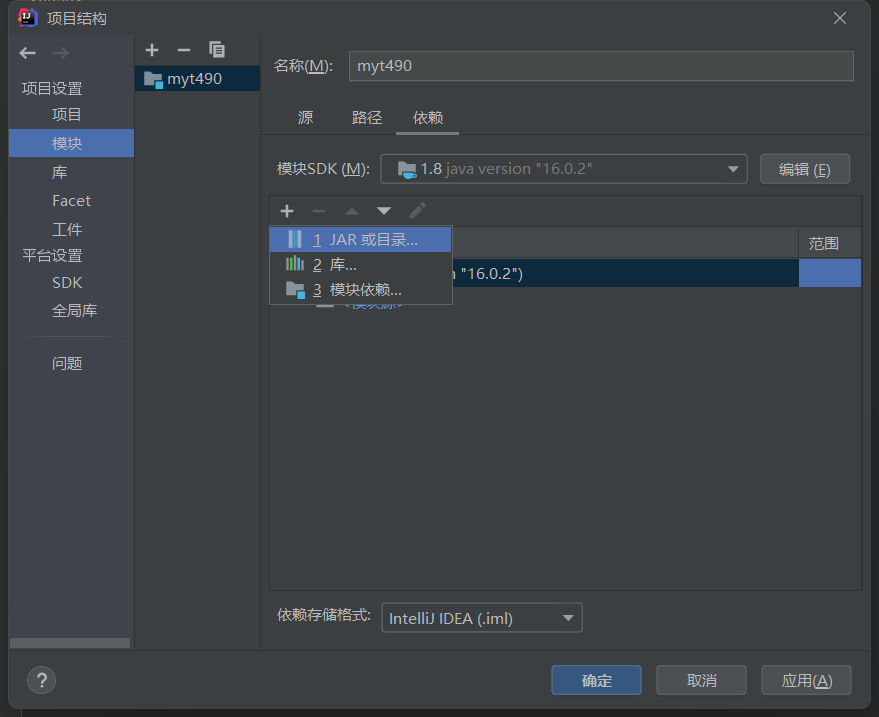 项目结构
项目设置
项目
模块
库
Facet
工件
平台设置
SDK
全局库
问题
myt490
名称(M):
myt490
源
路径
依赖
模块SDK (M):
1.8 java version "16.0.2"
编辑 (E)
范围
1 JAR 或目录...
2 库...
3 模块依赖...
"16.0.2")
<模块源>
依赖存储格式:
IntelliJ IDEA (.iml)
?
确定
取消
应用(A)